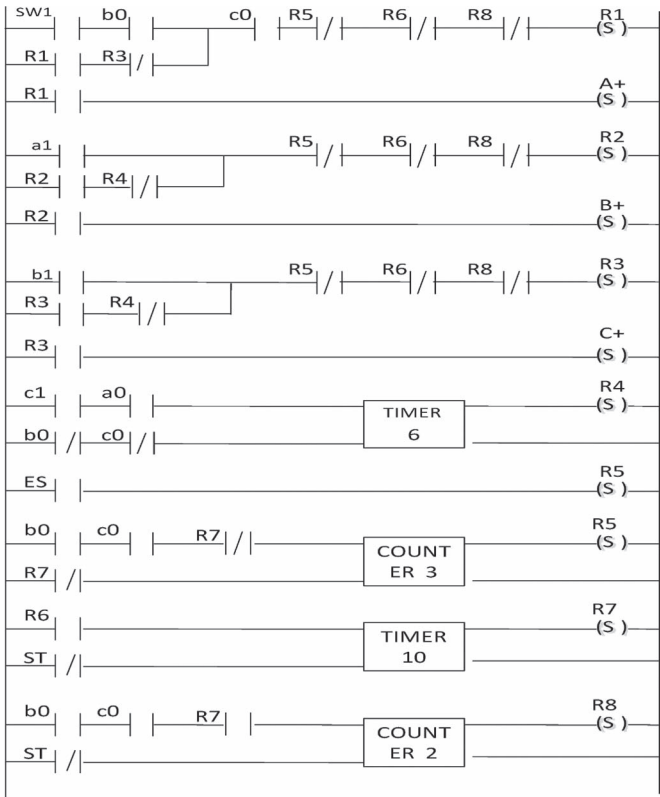 SW1 b0 c0 R5 R6 R8 R1
(S)
R1 R3
R1 A+
(S)
a1 R5 R6 R8 R2
(S)
R2 R4
R2 B+
(S)
b1 R5 R6 R8 R3
(S)
R3 R4
R3 C+
(S)
c1 a0 R4
TIMER (S)
b0 c0 6
ES R5
(S)
b0 c0 R7 R5
COUNT (S)
R7 ER 3
R6 R7
TIMER (S)
ST 10
b0 c0 R7 R8
COUNT (S)
ST ER 2